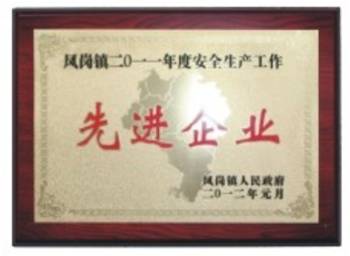 凤岗镇二〇一一年度安全生产工作
先进企业
凤岗镇人民政府
二〇一二年元月